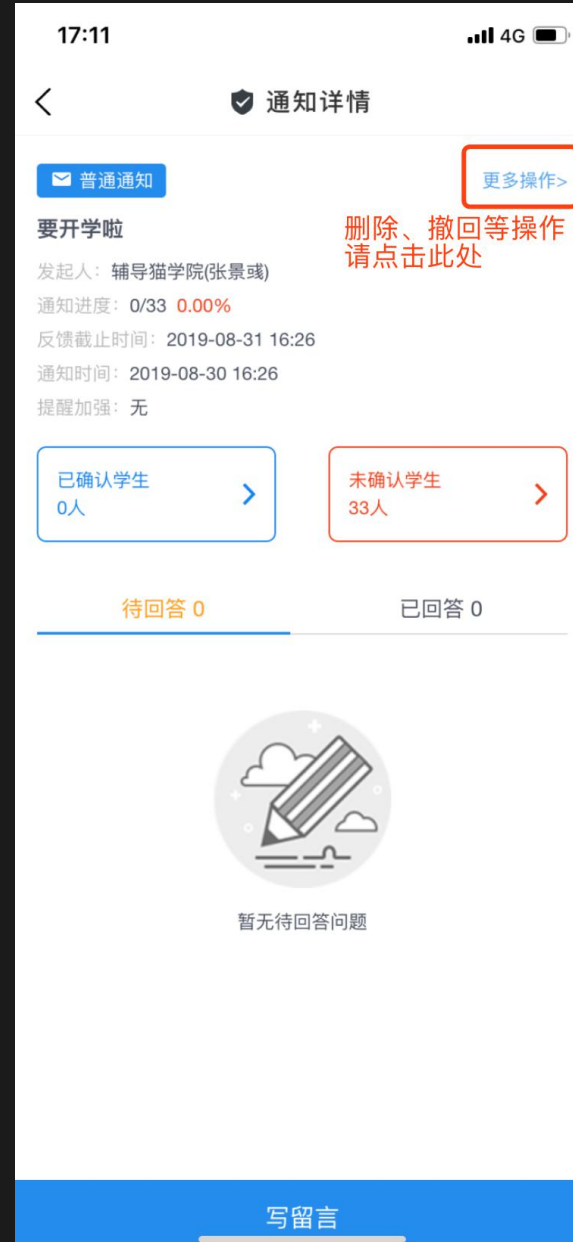 17:11
4G
通知详情
普通通知
更多操作>
要开学啦
删除、撤回等操作
请点击此处
发起人：辅导猫学院(张景彧)
通知进度：0/33 0.00%
反馈截止时间：2019-08-31 16:26
通知时间：2019-08-30 16:26
提醒加强：无
已确认学生
0人
未确认学生
33人
待回答 0
已回答 0
暂无待回答问题
写留言